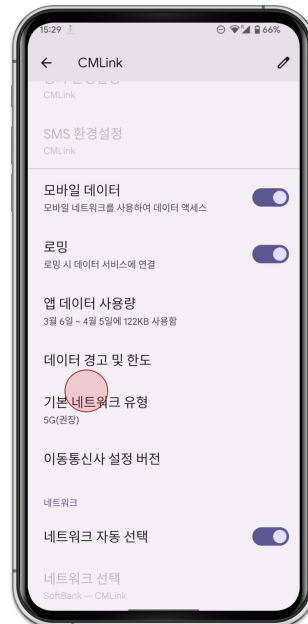 15:29
66%
CMLink
CMLink
SMS 환경설정
CMLink
모바일 데이터
모바일 네트워크를 사용하여 데이터 액세스
로밍
로밍 시 데이터 서비스에 연결
앱 데이터 사용량
3월 6일 ~ 4월 5일에 122KB 사용함
데이터 경고 및 한도
기본 네트워크 유형
5G(권장)
이동통신사 설정 버전
네트워크
네트워크 자동 선택
네트워크 선택
SoftBank — CMLink